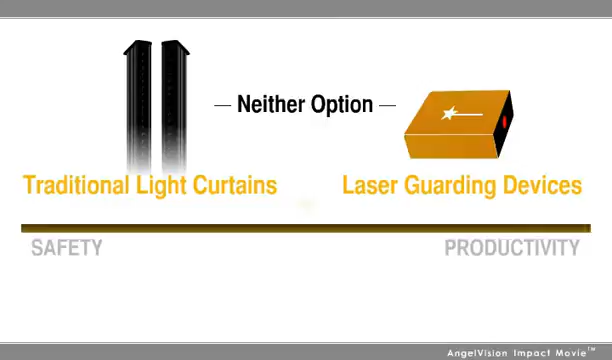 — Neither Option —
Traditional Light Curtains
Laser Guarding Devices
SAFETY
PRODUCTIVITY
AngelVision Impact Movie™